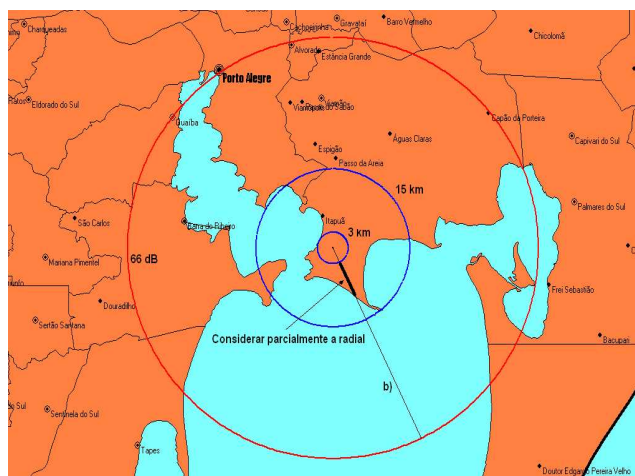 Gravataí
Barro Vermelho
Cachoeirinha
Charqueadas
Chicolomã
Alvorada
Estância Grande
Porto Alegre
Eldorado do Sul
Viamão
Capão da Porteira
Guaíba
Águas Claras
Espigão
Capivari do Sul
Passo da Areia
15 km
Palmares do Sul
São Carlos
Itapuã
Barra do Ribeiro
3 km
66 dB
Mariana Pimentel
Frei Sebastião
Douradilho
Sertão Santana
Considerar parcialmente a radial
Bacupari
b)
Sentinela do Sul
Tapes
Doutor Edgardo Pereira Velho